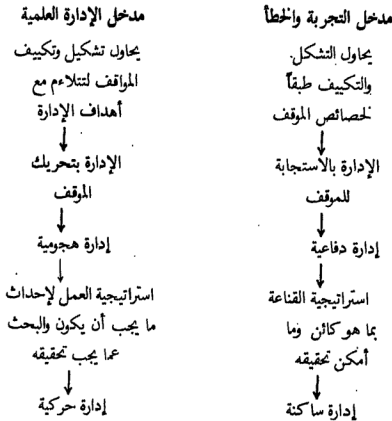 مدخل التجربة والخطأ
يحاول التشكل
والتكييف طبقاً
لخصائص الموقف
الإدارة بالاستجابة
للموقف
إدارة دفاعية
استراتيجية القناعة
بما هو كائن وما
أمكن تحقيقه
إدارة ساكنة
مدخل الإدارة العلمية
يحاول تشكيل وتكييف
المواقف لتتلاءم مع
أهداف الإدارة
الإدارة بتحريك
الموقف
إدارة هجومية
استراتيجية العمل لإحداث
ما يجب أن يكون والبحث
عما يجب تحقيقه
إدارة حركية